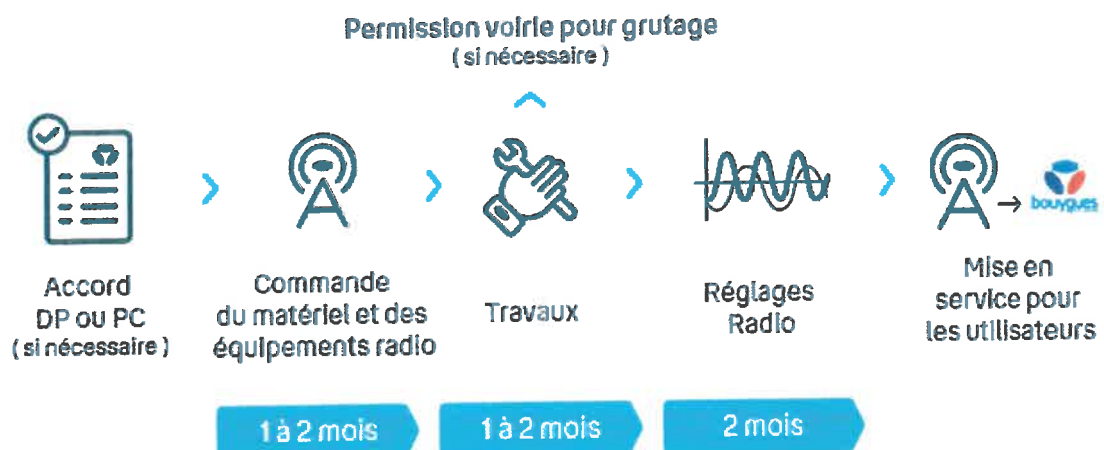 Permission voirie pour grutage
( si nécessaire )
bouygues
Accord
DP ou PC
( si nécessaire )
Commande
du matériel et des
équipements radio
Travaux
Réglages
Radio
Mise en
service pour
les utilisateurs
1 à 2 mois
1 à 2 mois
2 mois